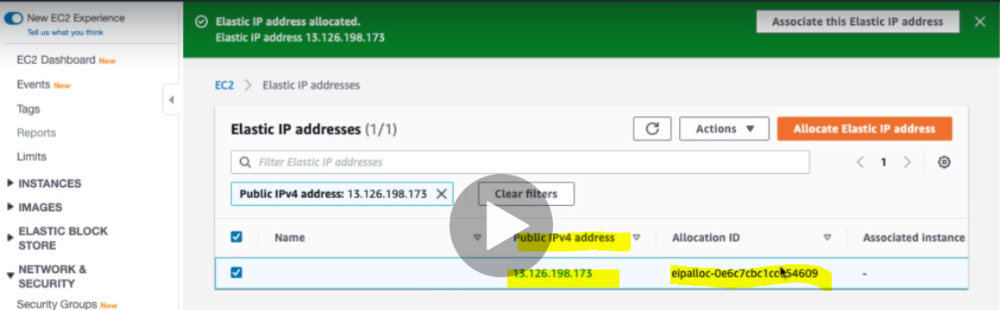 New EC2 Experience
Tell us what you think
EC2 Dashboard New
Events New
Tags
Reports
Limits
INSTANCES
IMAGES
ELASTIC BLOCK
STORE
NETWORK &
SECURITY
Security Groups New
Elastic IP address allocated.
Elastic IP address 13.126.198.173
Associate this Elastic IP address
EC2 > Elastic IP addresses
Elastic IP addresses (1/1)
Actions
Allocate Elastic IP address
Filter Elastic IP addresses
1
Public IPv4 address: 13.126.198.173
Clear filters
Name Public IPv4 address Allocation ID Associated instance
13.126.198.173 -